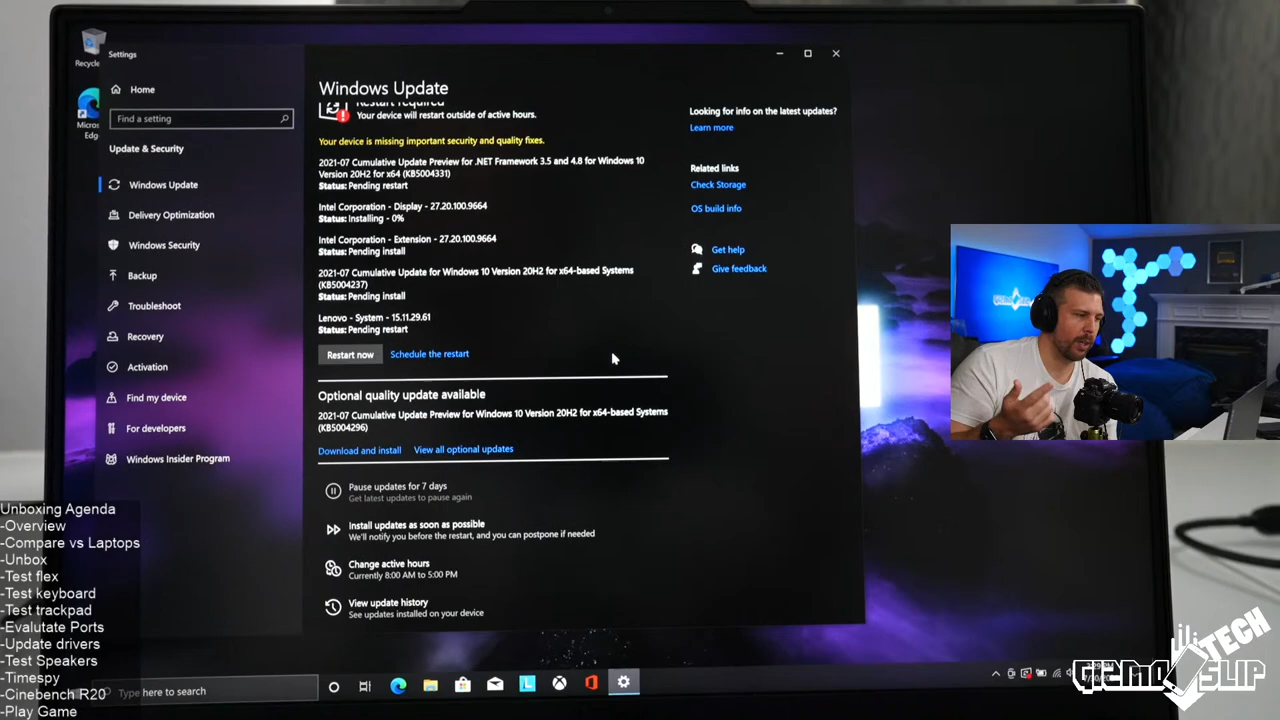 Recycle
Micros
Edg
Settings
Home
Find a setting
Update & Security
Windows Update
Delivery Optimization
Windows Security
Backup
Troubleshoot
Recovery
Activation
Find my device
For developers
Windows Insider Program
Windows Update
Restart required
Your device will restart outside of active hours.
Your device is missing important security and quality fixes.
2021-07 Cumulative Update Preview for .NET Framework 3.5 and 4.8 for Windows 10
Version 20H2 for x64 (KB5004331)
Status: Pending restart
Intel Corporation - Display - 27.20.100.9664
Status: Installing - 0%
Intel Corporation - Extension - 27.20.100.9664
Status: Pending install
2021-07 Cumulative Update for Windows 10 Version 20H2 for x64-based Systems
(KB5004237)
Status: Pending install
Lenovo - System - 15.11.29.61
Status: Pending restart
Restart now Schedule the restart
Optional quality update available
2021-07 Cumulative Update Preview for Windows 10 Version 20H2 for x64-based Systems
(KB5004296)
Download and install View all optional updates
Pause updates for 7 days
Get latest updates to pause again
Install updates as soon as possible
We'll notify you before the restart, and you can postpone if needed
Change active hours
Currently 8:00 AM to 5:00 PM
View update history
See updates installed on your device
Looking for info on the latest updates?
Learn more
Related links
Check Storage
OS build info
Get help
Give feedback
Unboxing Agenda
-Overview
-Compare vs Laptops
-Unbox
-Test flex
-Test keyboard
-Test trackpad
-Evalutate Ports
-Update drivers
-Test Speakers
-Timespy
-Cinebench R20
-Play Game
Type here to search
TECH
GIZMO SLIP